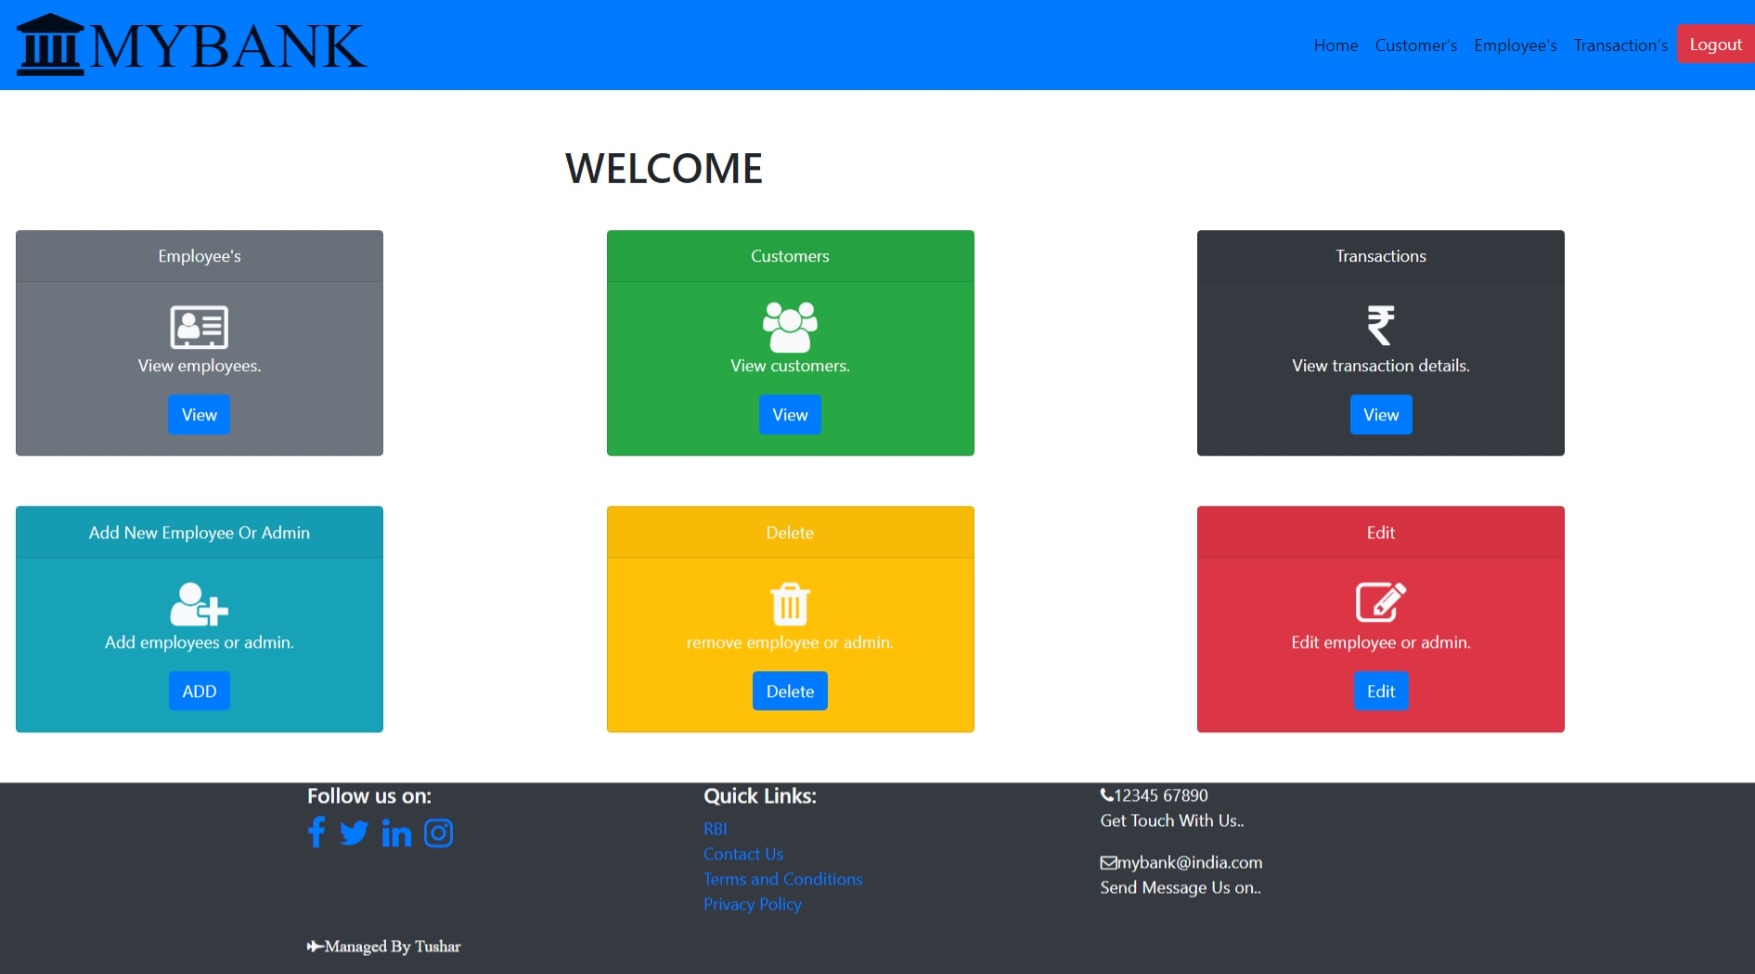 MYBANK
Home Customer's Employee's Transaction's Logout
WELCOME
Employee's
View employees.
View
Customers
View customers.
View
Transactions
₹
View transaction details.
View
Add New Employee Or Admin
Add employees or admin.
ADD
Delete
remove employee or admin.
Delete
Edit
Edit employee or admin.
Edit
Follow us on:
Quick Links:
RBI
Contact Us
Terms and Conditions
Privacy Policy
12345 67890
Get Touch With Us..
mybank@india.com
Send Message Us on..
Managed By Tushar